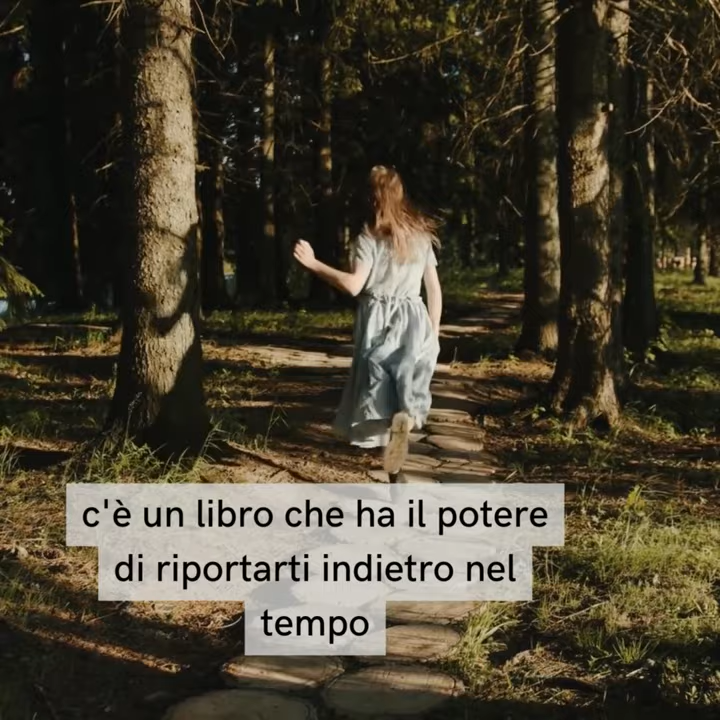 c'è un libro che ha il potere
di riportarti indietro nel
tempo